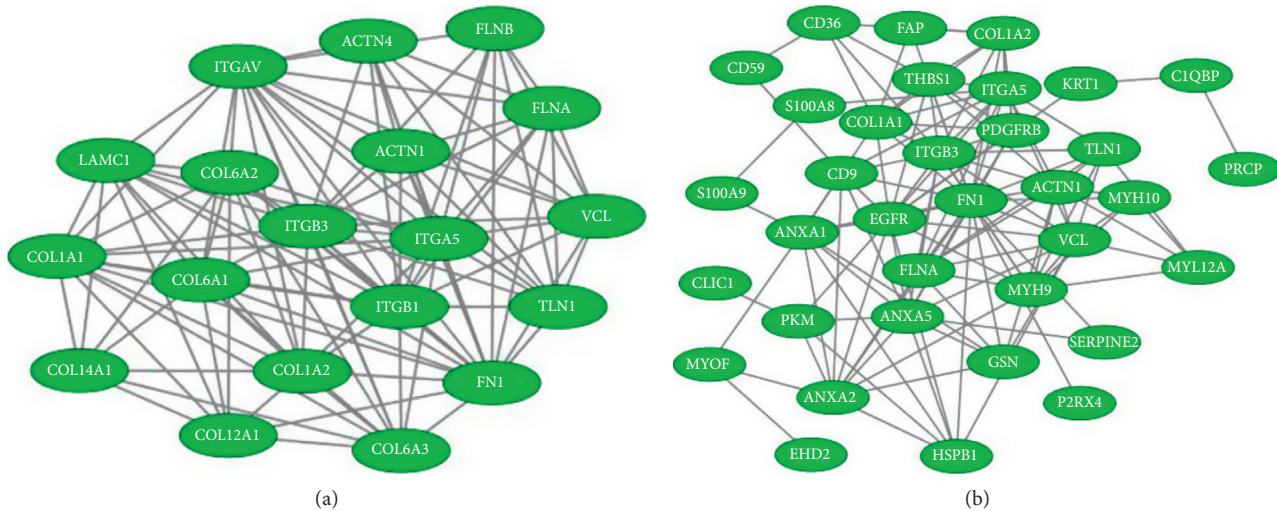 FLNB
ACTN4
ITGAV
FLNA
ACTN1
LAMC1
COL6A2
VCL
ITGB3
ITGA5
COL1A1
COL6A1
ITGB1
TLN1
COL14A1
COL1A2
FN1
COL12A1
COL6A3
(a)
CD36
FAP
COL1A2
CD59
THBS1
ITGA5
KRT1
C1QBP
S100A8
COL1A1
PDGFRB
ITGB3
TLN1
PRCP
CD9
S100A9
FN1
ACTN1
MYH10
ANXA1
EGFR
VCL
FLNA
MYL12A
CLIC1
MYH9
PKM
ANXA5
SERPINE2
MYOF
GSN
ANXA2
P2RX4
EHD2
HSPB1
(b)